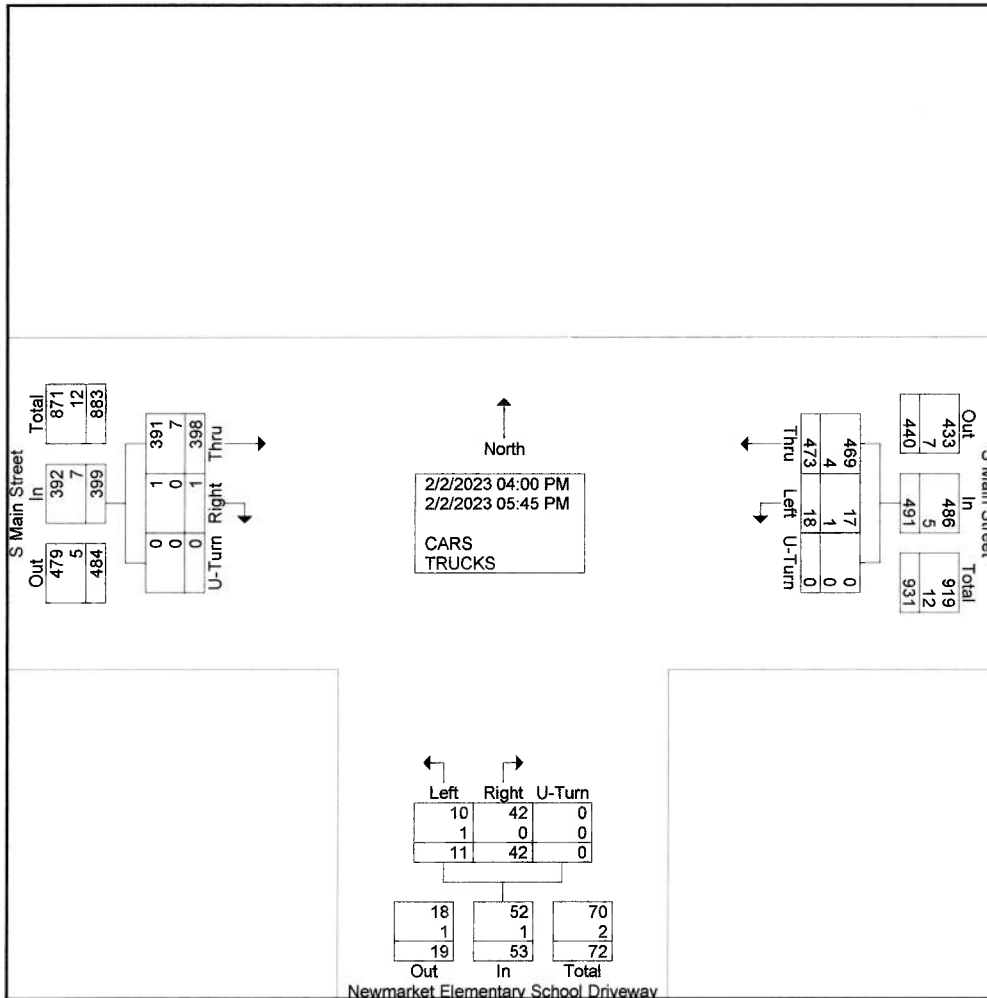 Total
871
12
883
In
392
7
399
Out
479
5
484
S Main Street
Thru
391
7
398
Right
1
0
1
U-Turn
0
0
0
North
2/2/2023 04:00 PM
2/2/2023 05:45 PM
CARS
TRUCKS
Thru
469
4
473
Left
17
1
18
U-Turn
0
0
0
Out
433
7
440
In
486
5
491
Total
919
12
931
S Main Street
Left Right U-Turn
10 42 0
1 0 0
11 42 0
18 52 70
1 1 2
19 53 72
Out In Total
Newmarket Elementary School Driveway